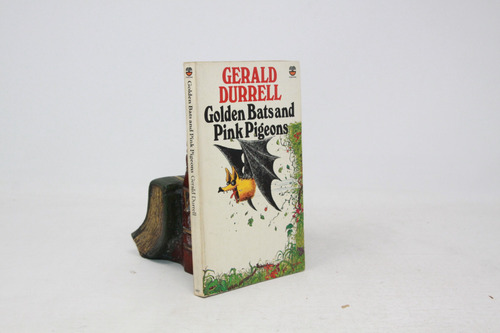 GERALD
DURRELL
Golden Bats and
Pink Pigeons
Golden Bats and Pink Pigeons Gerald Durrell